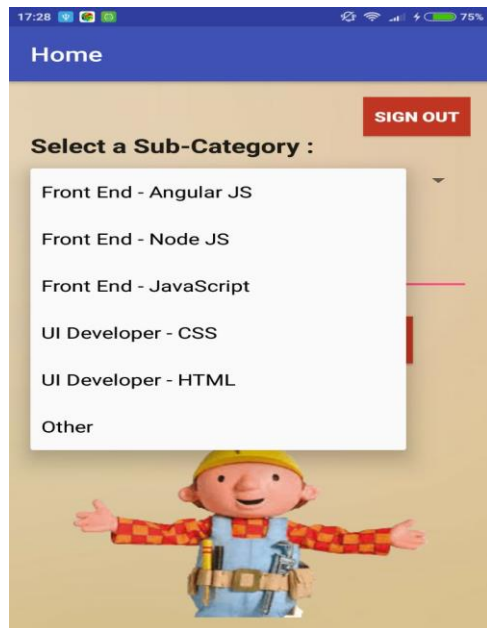 17:28 75%
Home
SIGN OUT
Select a Sub-Category :
Front End - Angular JS
Front End - Node JS
Front End - JavaScript
UI Developer - CSS
UI Developer - HTML
Other